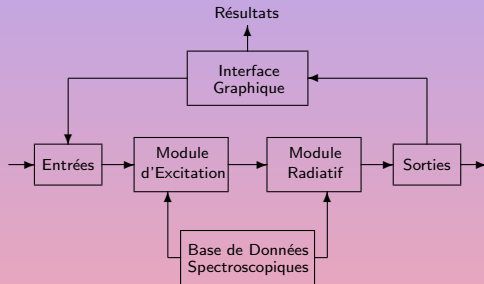 Résultats
Interface
Graphique
Entrées
Module
d'Excitation
Module
Radiatif
Sorties
Base de Données
Spectroscopiques